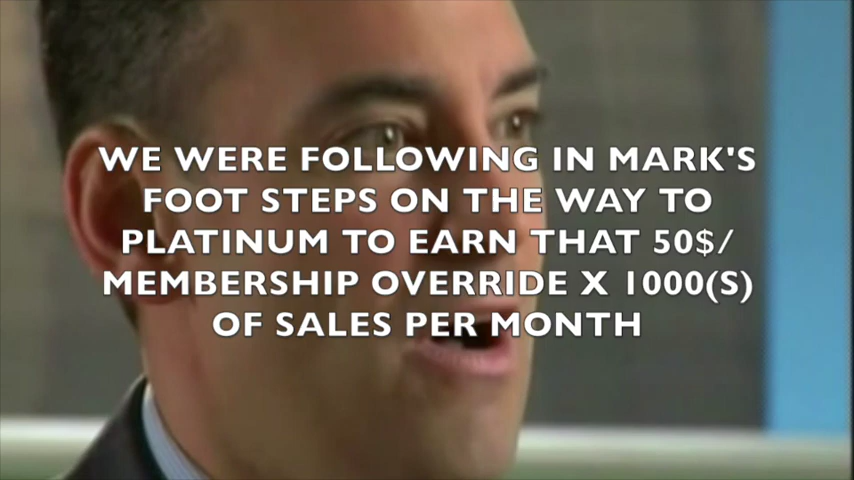 WE WERE FOLLOWING IN MARK'S
FOOT STEPS ON THE WAY TO
PLATINUM TO EARN THAT 50$/
MEMBERSHIP OVERRIDE X 1000(S)
OF SALES PER MONTH